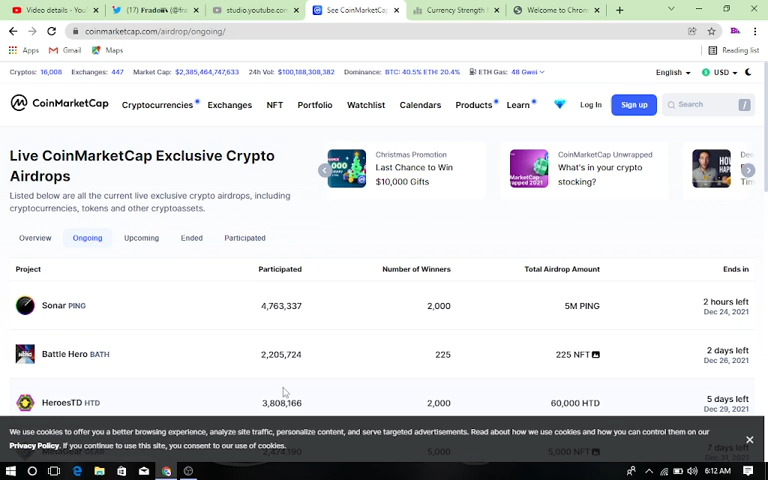 Video details - You
(17) Fradoñ (@fra
studio.youtube.com
See CoinMarketCa
Currency Strength
Welcome to Chrom
coinmarketcap.com/airdrop/ongoing/
Apps Gmail Maps Reading list
Cryptos: 16,008 Exchanges: 447 Market Cap: $2,385,464,747,633 24h Vol: $100,188,308,382 Dominance: BTC: 40.5% ETH: 20.4% ETH Gas: 48 Gwei English USD
CoinMarketCap Cryptocurrencies Exchanges NFT Portfolio Watchlist Calendars Products Learn Log In Sign up Search /
Live CoinMarketCap Exclusive Crypto
Airdrops
Listed below are all the current live exclusive crypto airdrops, including
cryptocurrencies, tokens and other cryptoassets.
Christmas Promotion
Last Chance to Win
$10,000 Gifts
CoinMarketCap Unwrapped
What's in your crypto
stocking?
Overview Ongoing Upcoming Ended Participated
Project Participated Number of Winners Total Airdrop Amount Ends in
Sonar PING 4,763,337 2,000 5M PING 2 hours left
Dec 24, 2021
Battle Hero BATH 2,205,724 225 225 NFT 2 days left
Dec 26, 2021
HeroesTD HTD 3,808,166 2,000 60,000 HTD 5 days left
Dec 29, 2021
We use cookies to offer you a better browsing experience, analyze site traffic, personalize content, and serve targeted advertisements. Read about how we use cookies and how you can control them on our
Privacy Policy. If you continue to use this site, you consent to our use of cookies.
6:12 AM